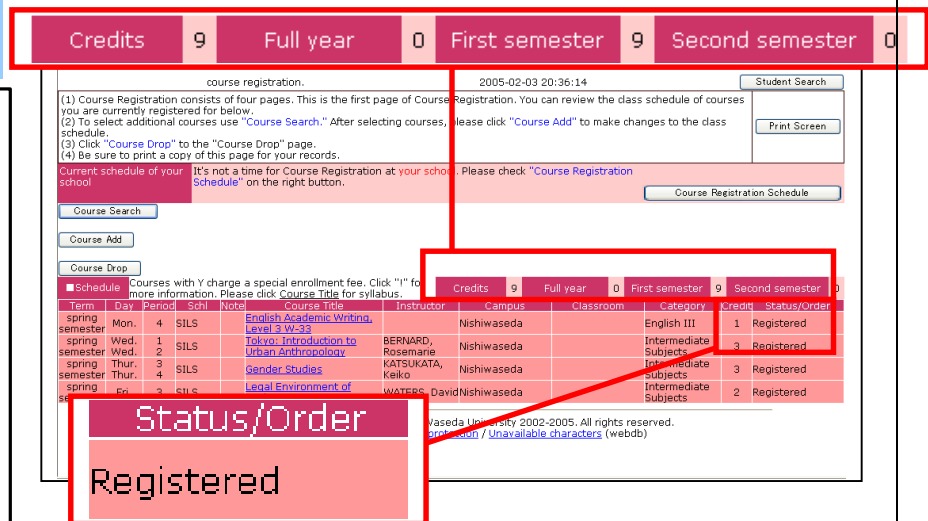 Credits 9 Full year 0 First semester 9 Second semester 0
course registration. 2005-02-03 20:36:14 Student Search
(1) Course Registration consists of four pages. This is the first page of Course Registration. You can review the class schedule of courses
you are currently registered for below.
(2) To select additional courses use "Course Search." After selecting courses, please click "Course Add" to make changes to the class
schedule.
(3) Click "Course Drop" to the "Course Drop" page.
(4) Be sure to print a copy of this page for your records.
Print Screen
Current schedule of your school
It's not a time for Course Registration at your school. Please check "Course Registration
Schedule" on the right button.
Course Registration Schedule
Course Search
Course Add
Course Drop
■Schedule Courses with Y charge a special enrollment fee. Click "!" fo
more information. Please click Course Title for syllabus.
Credits 9 Full year 0 First semester 9 Second semester 0
Term Day Period Schl Note Course Title Instructor Campus Classroom Category Credit Status/Order
spring semester Mon. 4 SILS English Academic Writing, Level 3 W-33 Nishiwaseda English III 1 Registered
spring semester Wed. Wed. 1 2 SILS Tokyo: Introduction to Urban Anthropology BERNARD, Rosemarie Nishiwaseda Intermediate Subjects 3 Registered
spring semester Thur. Thur. 3 4 SILS Gender Studies KATSUKATA, Keiko Nishiwaseda Intermediate Subjects 3 Registered
spring Fri. 3 SILS Legal Environment of WATERS, David Nishiwaseda Intermediate Subjects 2 Registered
University 2002-2005. All rights reserved.
/ Unavailable characters (webdb)
Status/Order
Registered